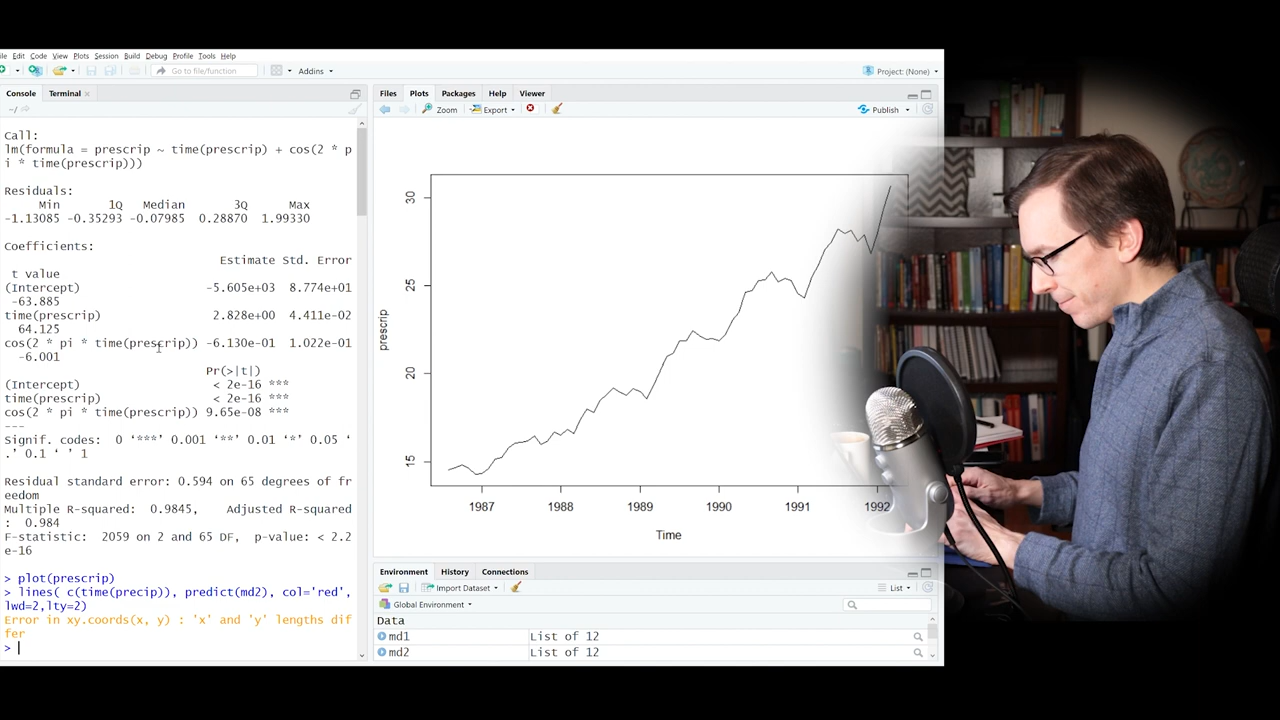 ile Edit Code View Plots Session Build Debug Profile Tools Help
Go to file/function Addins Project: (None)
Console Terminal
Files Plots Packages Help Viewer
~/
Zoom Export Publish
Call:
lm(formula = prescrip ~ time(prescrip) + cos(2 * p
i * time(prescrip)))
Residuals:
Min 1Q Median 3Q Max
-1.13085 -0.35293 -0.07985 0.28870 1.99330
Coefficients:
Estimate Std. Error
t value
(Intercept) -5.605e+03 8.774e+01
-63.885
time(prescrip) 2.828e+00 4.411e-02
64.125
cos(2 * pi * time(prescrip)) -6.130e-01 1.022e-01
-6.001
Pr(>|t|)
(Intercept) < 2e-16 ***
time(prescrip) < 2e-16 ***
cos(2 * pi * time(prescrip)) 9.65e-08 ***
---
Signif. codes: 0 ‘***’ 0.001 ‘**’ 0.01 ‘*’ 0.05 ‘
.’ 0.1 ‘ ’ 1
Residual standard error: 0.594 on 65 degrees of fr
eedom
Multiple R-squared: 0.9845, Adjusted R-squared
: 0.984
F-statistic: 2059 on 2 and 65 DF, p-value: < 2.2
e-16
> plot(prescrip)
> lines( c(time(precip)), predict(md2), col='red',
lwd=2,lty=2)
Error in xy.coords(x, y) : 'x' and 'y' lengths dif
fer
>
30
25
20
15
prescrip
1987 1988 1989 1990 1991 1992
Time
Environment History Connections
Import Dataset List
Global Environment
Data
md1 List of 12
md2 List of 12